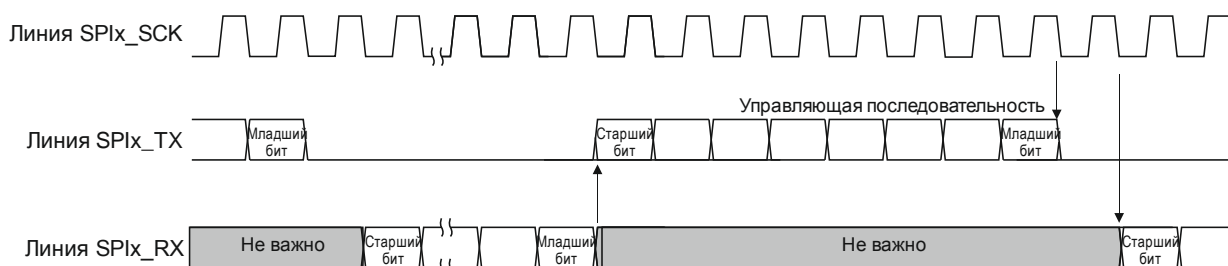 Линия SPIx_SCK
Управляющая последовательность
Линия SPIx_TX
Младший
бит
Старший
бит
Младший
бит
Линия SPIx_RX
Не важно
Старший
бит
Младший
бит
Не важно
Старший
бит